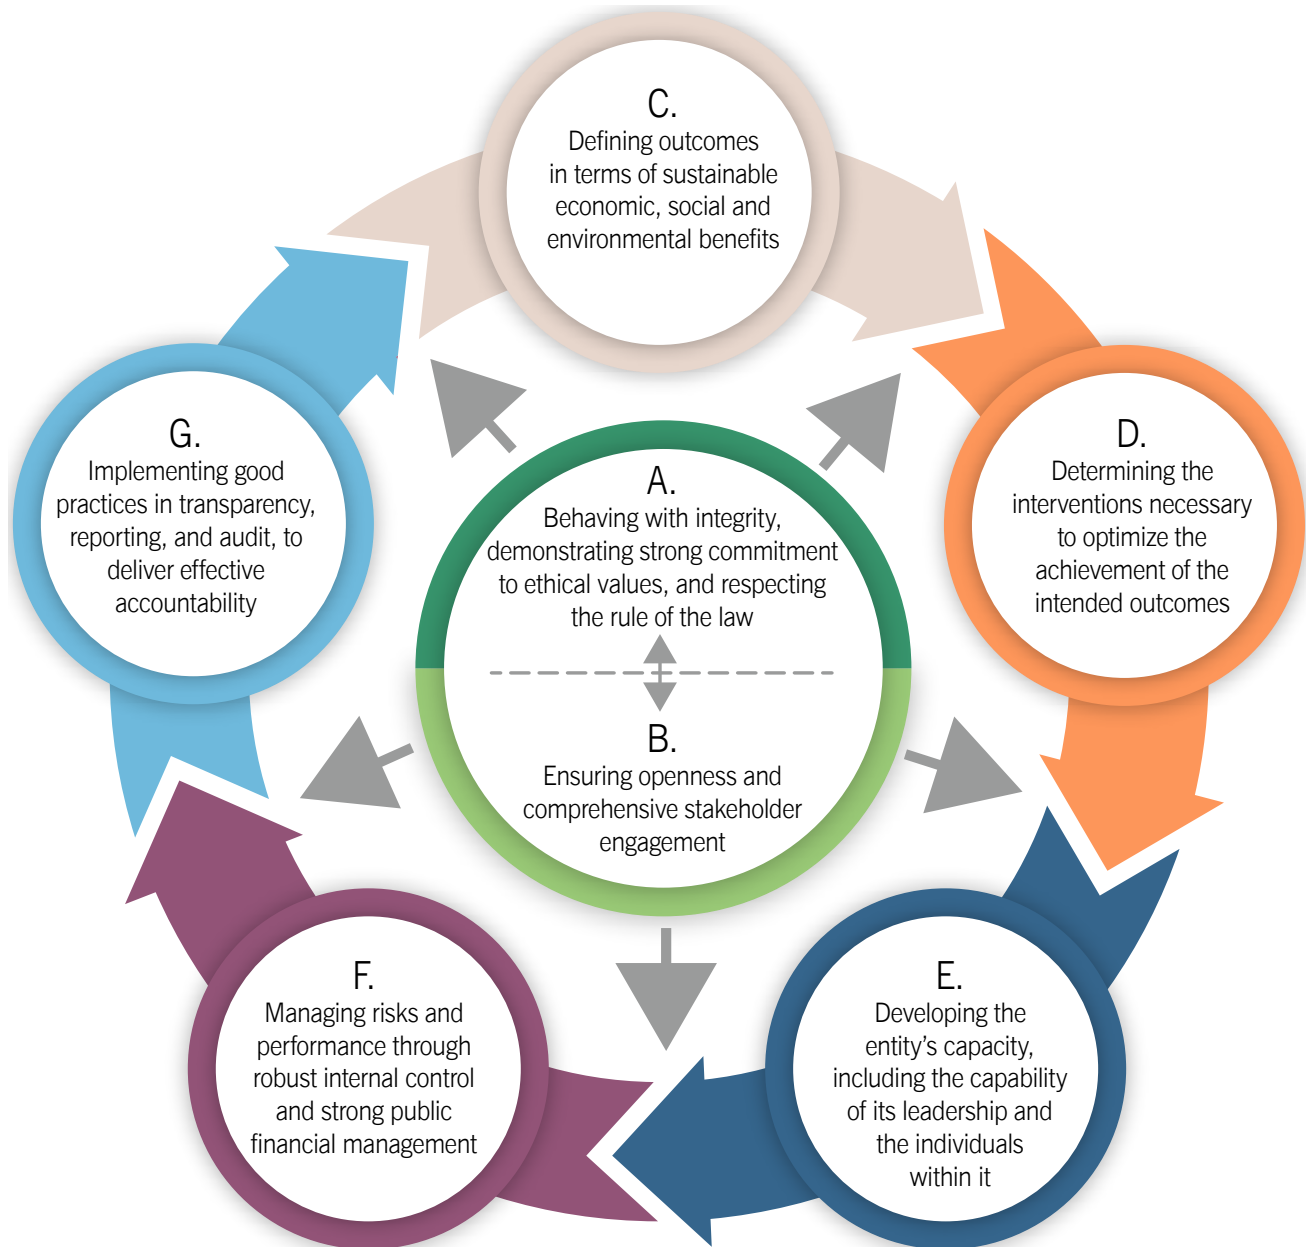 C.
Defining outcomes
in terms of sustainable
economic, social and
environmental benefits
G.
Implementing good
practices in transparency,
reporting, and audit, to
deliver effective
accountability
A.
Behaving with integrity,
demonstrating strong commitment
to ethical values, and respecting
the rule of the law
B.
Ensuring openness and
comprehensive stakeholder
engagement
D.
Determining the
interventions necessary
to optimize the
achievement of the
intended outcomes
F.
Managing risks and
performance through
robust internal control
and strong public
financial management
E.
Developing the
entity’s capacity,
including the capability
of its leadership and
the individuals
within it